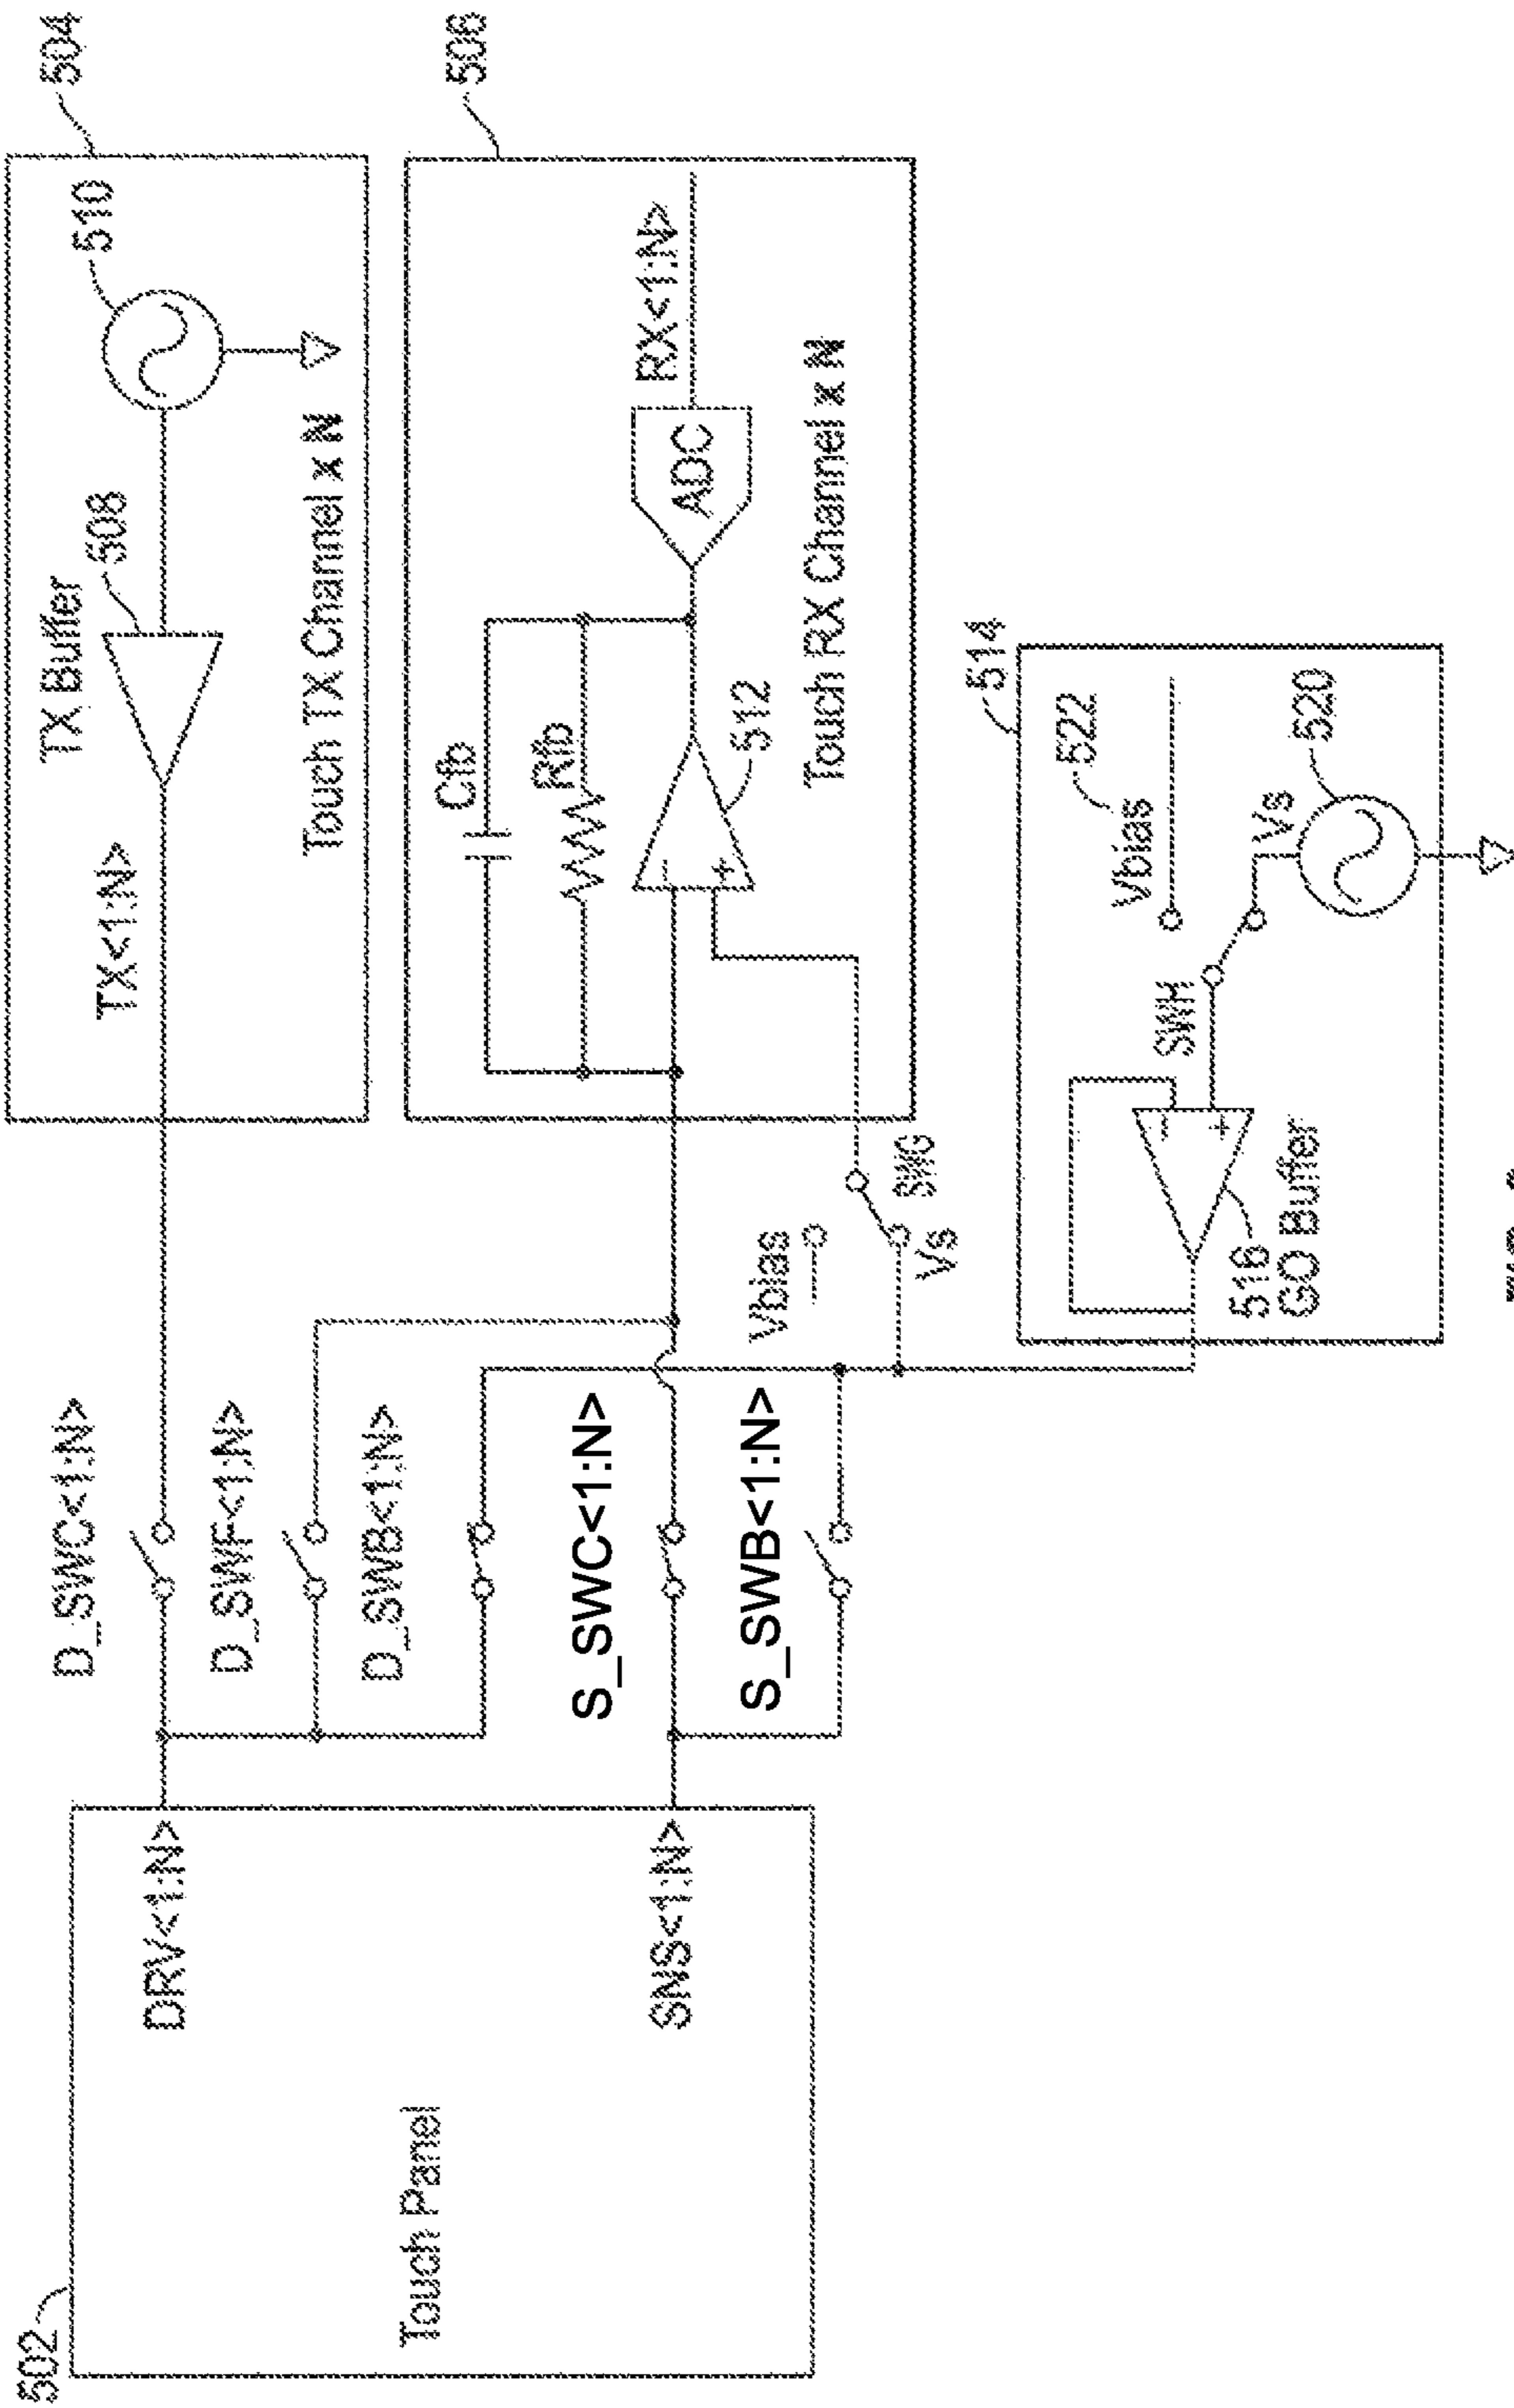 502
Touch Panel
DRV<1:N>
SNS<1:N>
D_SWC<1:N>
D_SWF<1:N>
D_SWB<1:N>
S_SWC<1:N>
S_SWB<1:N>
Vbias
Vs
SWG
504
TX<1:N>
TX Buffer
508
510
Touch TX Channel x N
506
Cfb
Rfb
-
+
512
ADC
RX<1:N>
Touch RX Channel x N
514
-
+
516
GO Buffer
SWH
Vbias
522
Vs
520